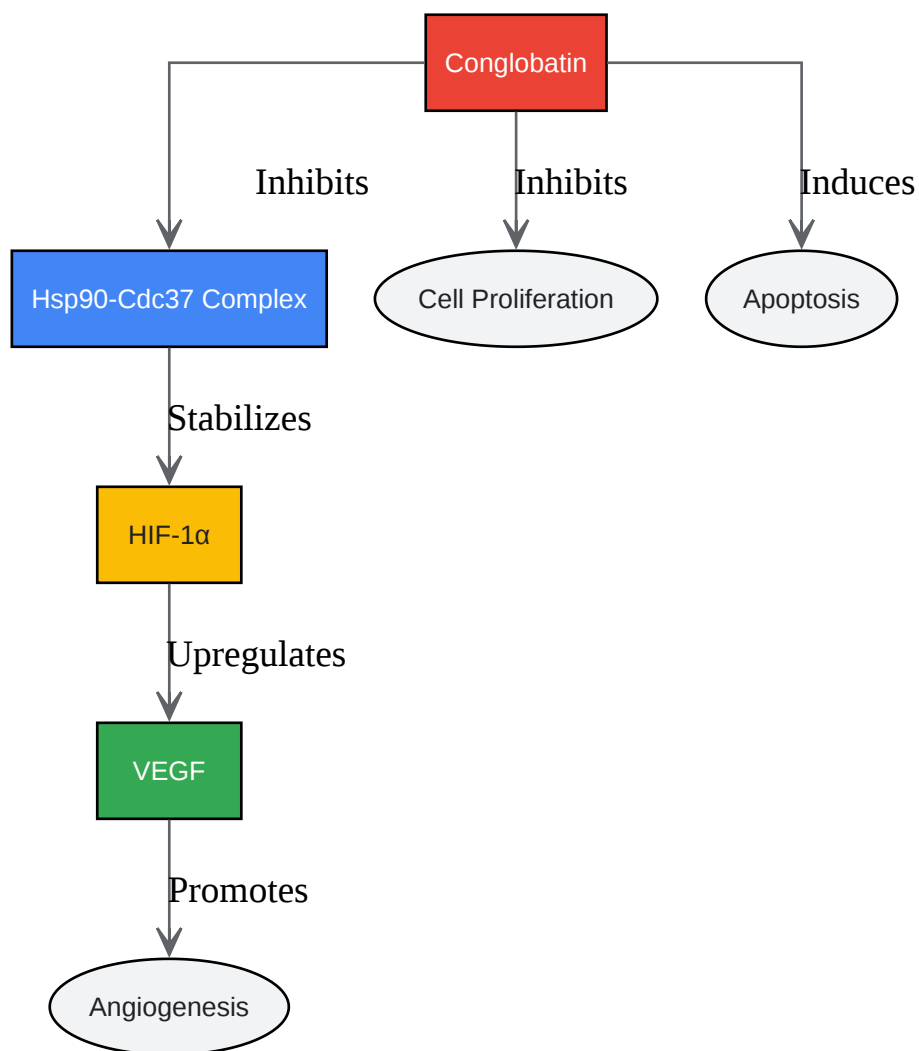 Conglobatin
Inhibits
Inhibits
Induces
Hsp90-Cdc37 Complex
Cell Proliferation
Apoptosis
Stabilizes
HIF-1α
Upregulates
VEGF
Promotes
Angiogenesis